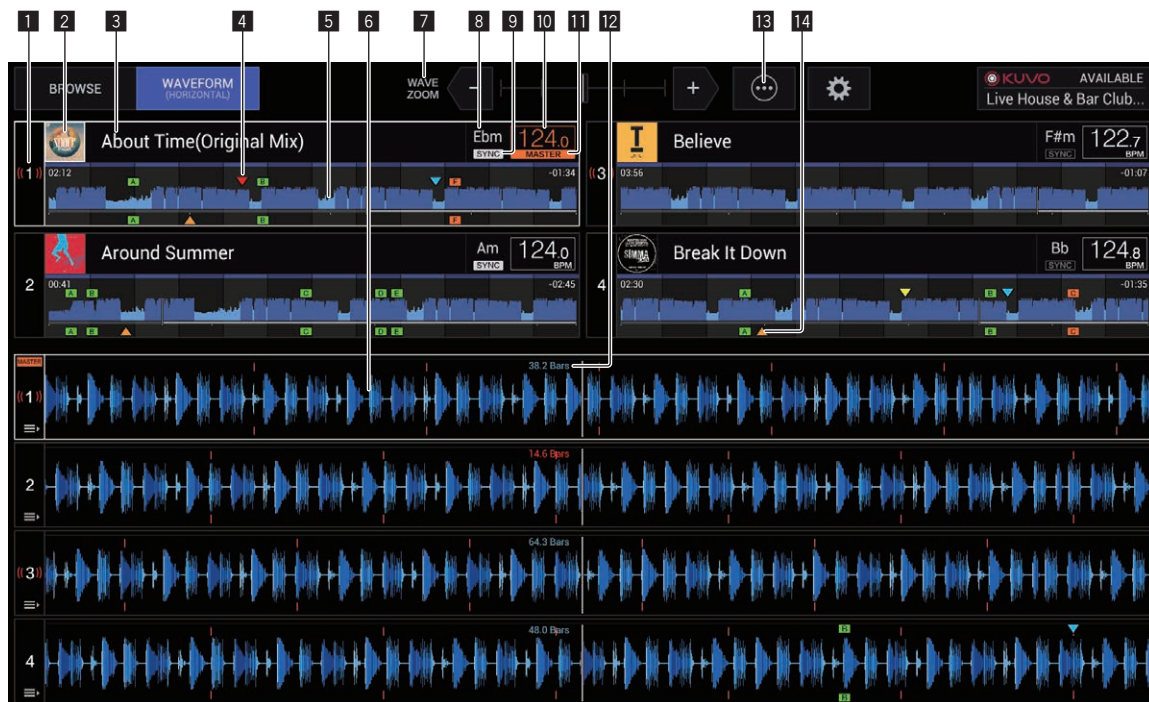 1 2 3 4 5 6 7 8 9 10 11 12 13 14
BROWSE
WAVEFORM
(HORIZONTAL)
WAVE
ZOOM
KUVO AVAILABLE
Live House & Bar Club...
1
About Time(Original Mix)
Ebm
SYNC
124.0
MASTER
02:12
-01:34
A B F
A B F
3
Believe
F#m
SYNC
122.7
BPM
03:56
-01:07
2
Around Summer
Am
SYNC
124.0
BPM
00:41
-02:45
A B C D E
A B C D E
4
Break It Down
Bb
SYNC
124.8
BPM
02:30
-01:35
A B C
A B C
MASTER
1
38.2 Bars
2
14.6 Bars
3
64.3 Bars
4
48.0 Bars
B
B